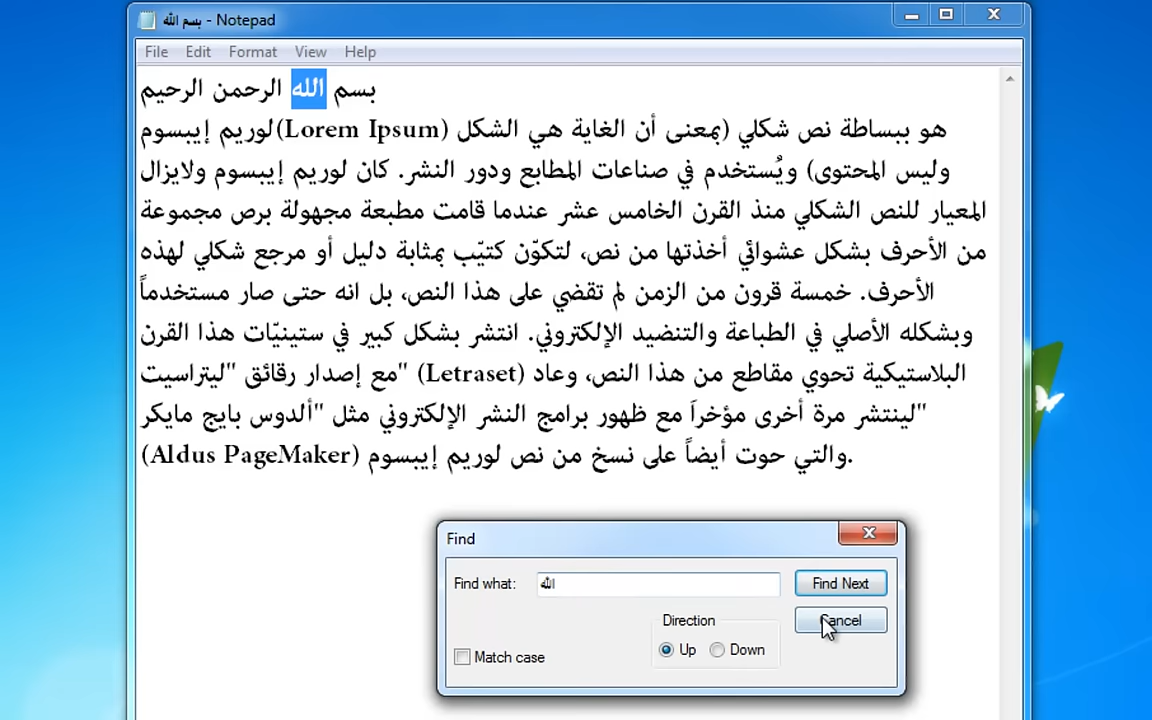 بسم الله - Notepad
File Edit Format View Help
بسم الله الرحمن الرحيم
لوريم إيبسوم(Lorem Ipsum) هو ببساطة نص شكلي (بمعنى أن الغاية هي الشكل
وليس المحتوى) ويُستخدم في صناعات المطابع ودور النشر. كان لوريم إيبسوم ولايزال
المعيار للنص الشكلي منذ القرن الخامس عشر عندما قامت مطبعة مجهولة برص مجموعة
من الأحرف بشكل عشوائي أخذتها من نص، لتكوّن كتيّب بمثابة دليل أو مرجع شكلي لهذه
الأحرف. خمسة قرون من الزمن لم تقضي على هذا النص، بل انه حتى صار مستخدماً
وبشكله الأصلي في الطباعة والتنضيد الإلكتروني. انتشر بشكل كبير في ستينيّات هذا القرن
مع إصدار رقائق "ليتراسيت" (Letraset) البلاستيكية تحوي مقاطع من هذا النص، وعاد
لينتشر مرة أخرى مؤخراَ مع ظهور برامج النشر الإلكتروني مثل "ألدوس بايج مايكر"
(Aldus PageMaker) والتي حوت أيضاً على نسخ من نص لوريم إيبسوم.
Find
Find what: الله
Find Next
Direction
Cancel
Up Down
Match case